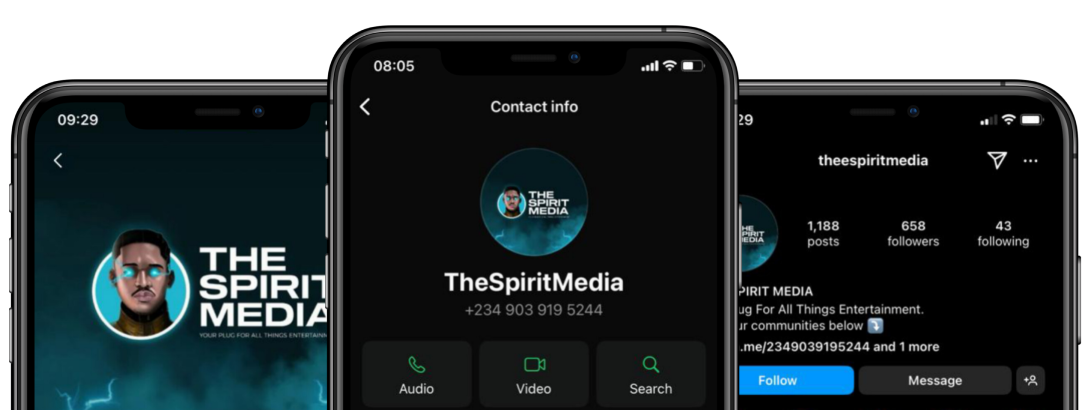 09:29
THE
SPIRIT
MEDIA
YOUR PLUG FOR ALL THINGS
08:05
Contact info
THE
SPIRIT
MEDIA
TheSpiritMedia
+234 903 919 5244
Audio
Video
Search
29
theespiritmedia
...
1,188
posts
658
followers
43
following
PIRIT MEDIA
ug For All Things Entertainment.
ur communities below
.me/2349039195244 and 1 more
Follow
Message